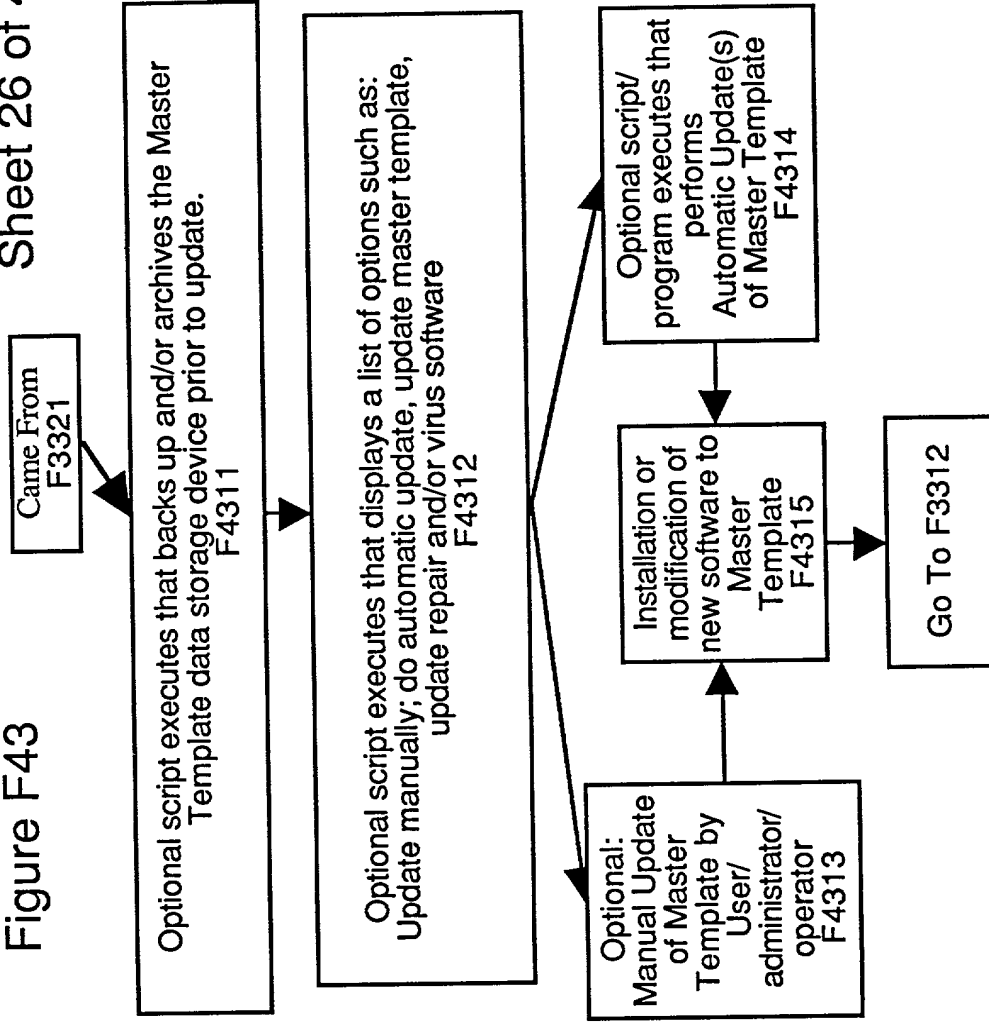 Figure F43
Sheet 26 of
Came From
F3321
Optional script executes that backs up and/or archives the Master
Template data storage device prior to update.
F4311
Optional script executes that displays a list of options such as:
Update manually; do automatic update, update master template,
update repair and/or virus software
F4312
Optional:
Manual Update
of Master
Template by
User/
administrator/
operator
F4313
Optional script/
program executes that
performs
Automatic Update(s)
of Master Template
F4314
Installation or
modification of
new software to
Master
Template
F4315
Go To F3312